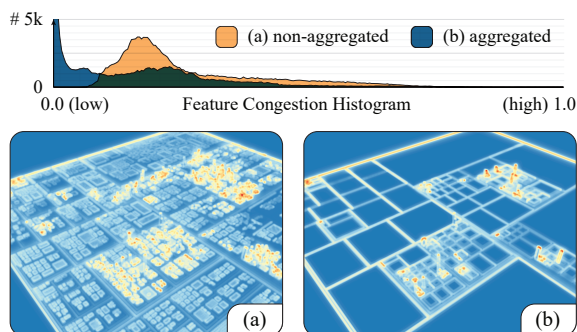 # 5k
(a) non-aggregated (b) aggregated
0
0.0 (low) Feature Congestion Histogram (high) 1.0
(a) (b)